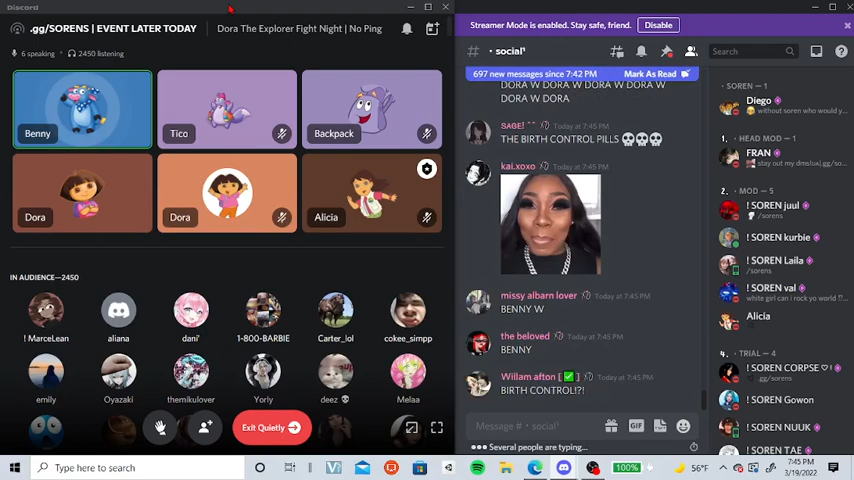 Discord
.gg/SORENS | EVENT LATER TODAY
Dora The Explorer Fight Night | No Ping
6 speaking
2450 listening
Benny
Tico
Backpack
Dora
Dora
Alicia
IN AUDIENCE—2450
! MarceLean
aliana
dani'
1-800-BARBIE
Carter_lol
cokee_simpp
emily
Oyazaki
themikulover
Yorly
deez
Melaa
Exit Quietly
Streamer Mode is enabled. Stay safe, friend.
Disable
social¹
Search
697 new messages since 7:42 PM
Mark As Read
DORA W DORA W DORA W DORA W
DORA W DORA
SAGE!
Today at 7:45 PM
THE BIRTH CONTROL PILLS 💀💀💀
kai.xoxo
Today at 7:45 PM
missy albarn lover
Today at 7:45 PM
BENNY W
the beloved
Today at 7:45 PM
BENNY
Wiilam afton [ ✅ ]
Today at 7:45 PM
BIRTH CONTROL!?!
Message # · social¹
GIF
Several people are typing...
SOREN — 1
Diego
without soren who would y...
1. · HEAD MOD — 1
FRAN
2. · MOD — 5
! SOREN juul
/sorens
! SOREN kurbie
! SOREN Laila
/sorens
! SOREN val
white girl can i rock yo world !! ...
Alicia
4. · TRIAL — 4
! SOREN CORPSE ♡ !
.gg/sorens
! SOREN Gowon
! SOREN NUUK
! SOREN TAE
Type here to search
100%
56°F
7:45 PM
3/19/2022